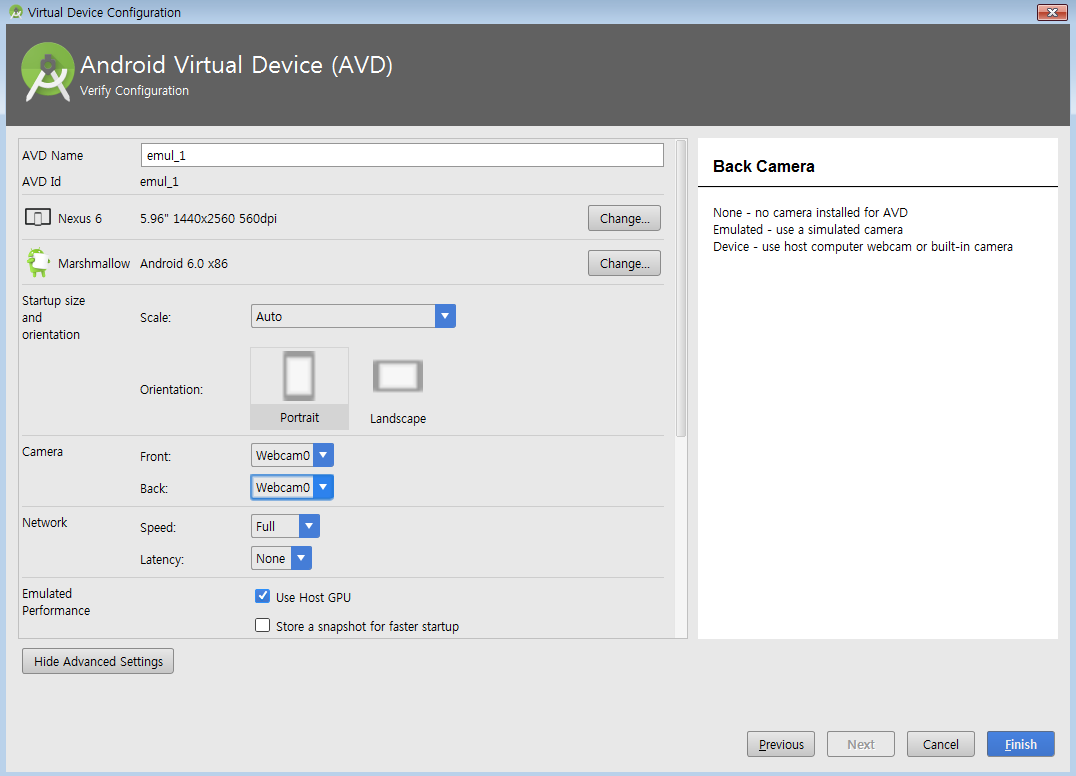 Virtual Device Configuration
Android Virtual Device (AVD)
Verify Configuration
AVD Name
emul_1
AVD Id
emul_1
Nexus 6
5.96" 1440x2560 560dpi
Change...
Marshmallow
Android 6.0 x86
Change...
Startup size
and
orientation
Scale:
Auto
Orientation:
Portrait
Landscape
Camera
Front:
Webcam0
Back:
Webcam0
Network
Speed:
Full
Latency:
None
Emulated
Performance
Use Host GPU
Store a snapshot for faster startup
Hide Advanced Settings
Back Camera
None - no camera installed for AVD
Emulated - use a simulated camera
Device - use host computer webcam or built-in camera
Previous
Next
Cancel
Finish